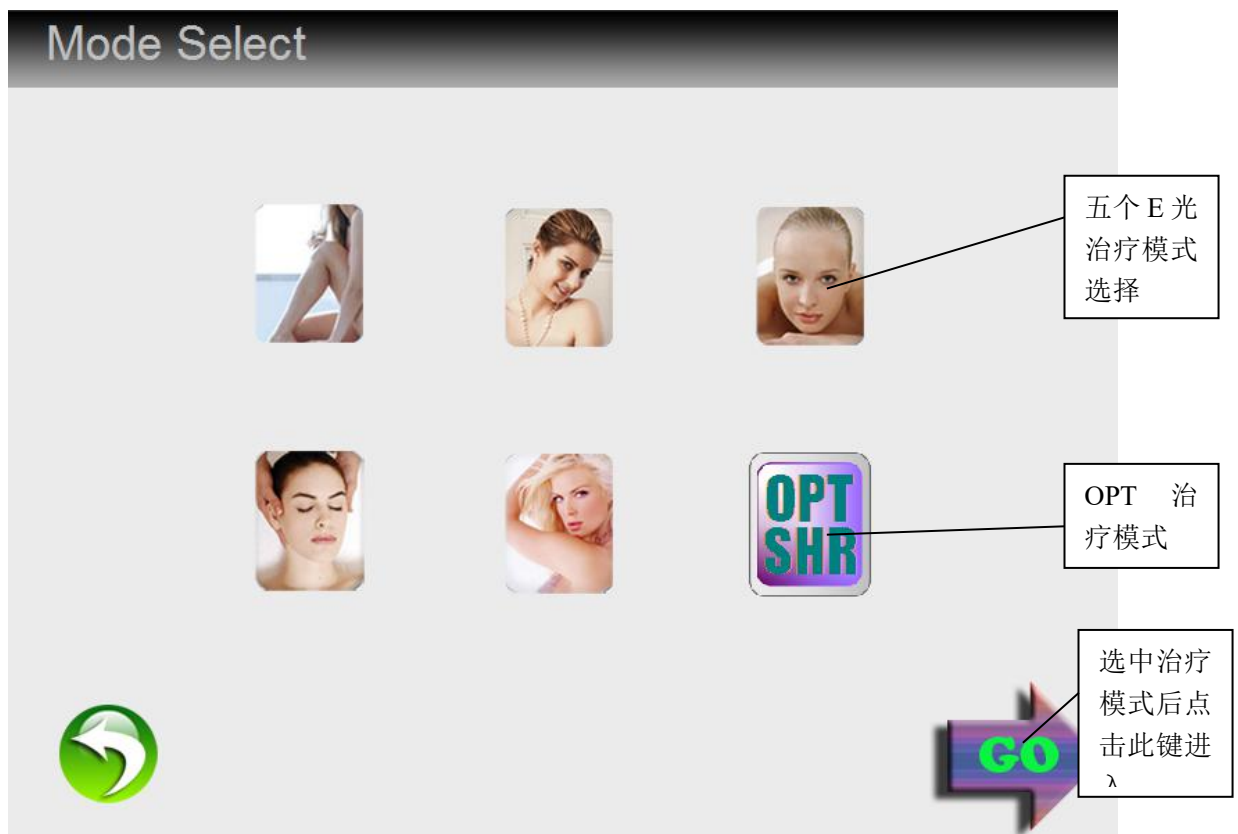 Mode Select
五个 E 光
治疗模式
选择
OPT
SHR
OPT 治
疗模式
选中治疗
模式后点
击此键进
入
GO